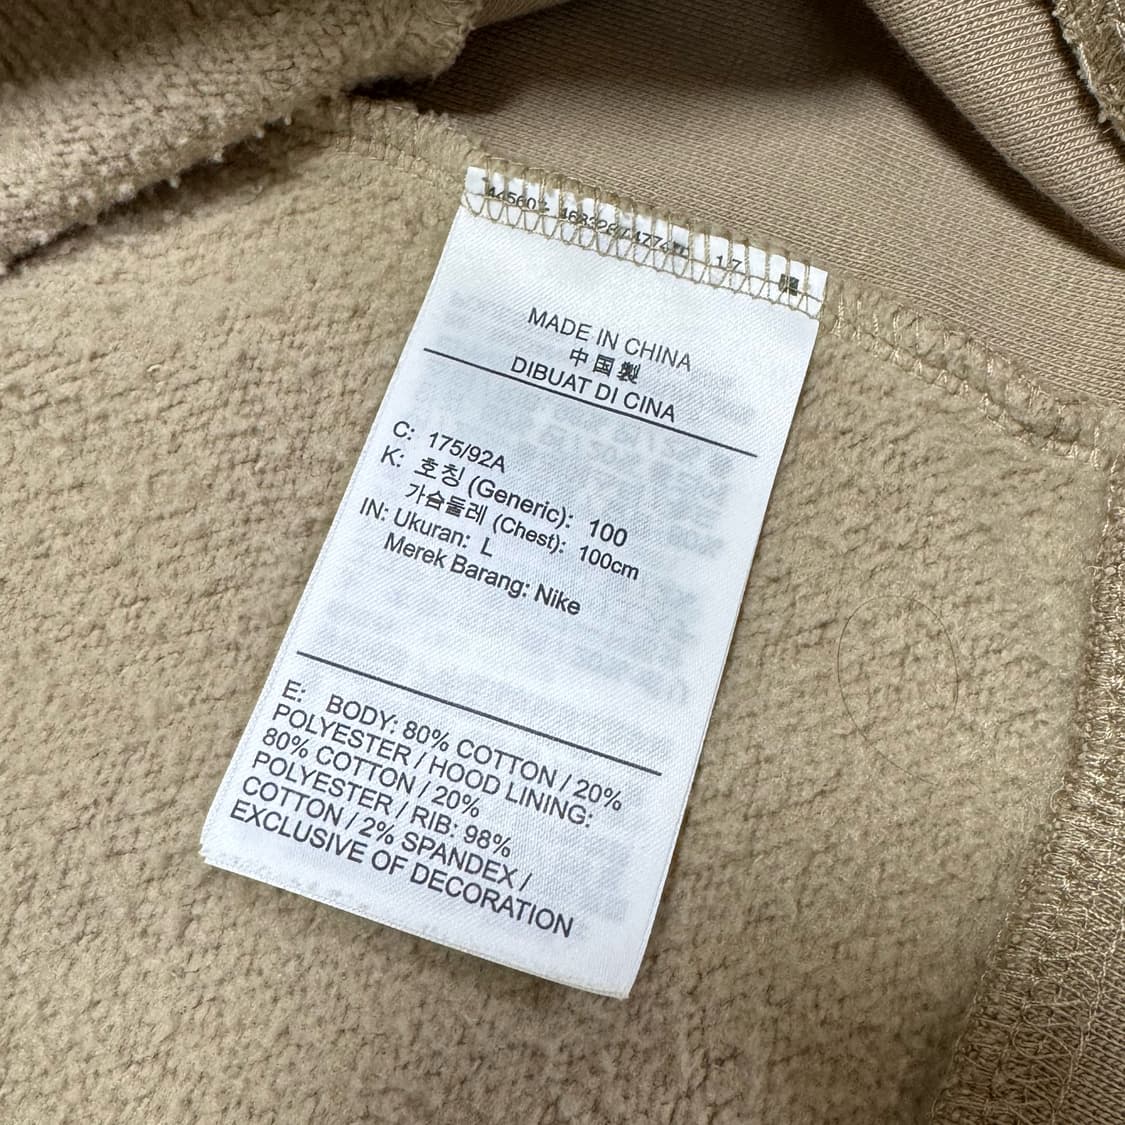 MADE IN CHINA
中国製
DIBUAT DI CINA
C: 175/92A
K: 호칭 (Generic): 100
가슴둘레 (Chest): 100cm
IN: Ukuran: L
Merek Barang: Nike
E: BODY: 80% COTTON / 20%
POLYESTER / HOOD LINING:
80% COTTON / 20%
POLYESTER / RIB: 98%
COTTON / 2% SPANDEX /
EXCLUSIVE OF DECORATION